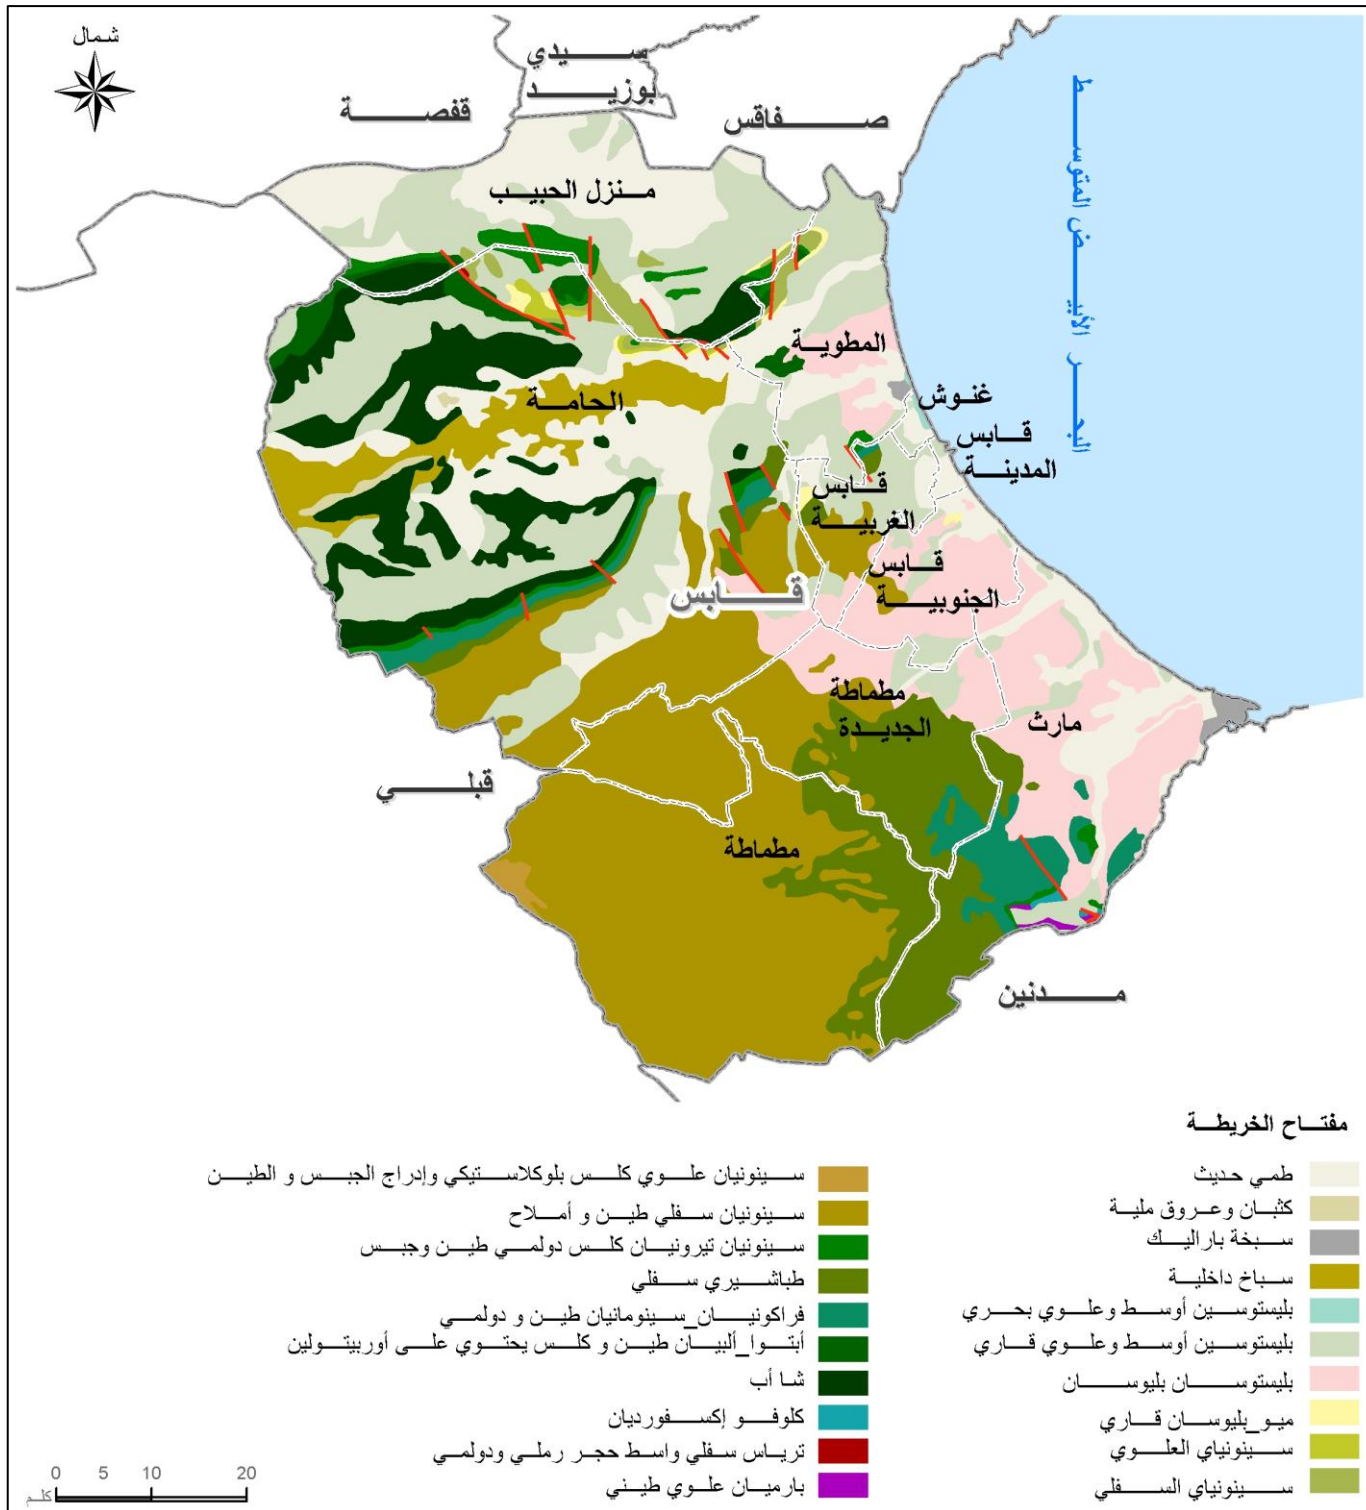 شمال
سيدي
بوزيد
قفصة
صفاقس
البحر الأبيض المتوسط
منزل الحبيب
المطوية
غنوش
الحامة
قابس
المدينة
قابس
الغربية
قابس
الجنوبية
قابس
مطماطة
الجديدة
مارث
قبلي
مطماطة
مدنين
مفتاح الخريطة
طمي حديث
كثبان وعروق ملية
سبخة باراليك
سباخ داخلية
بليستوسين أوسط وعلوي بحري
بليستوسين أوسط وعلوي قاري
بليستوسان بليوسان
ميو_بليوسان قاري
سينونياي العلوي
سينونياي السفلي
سينونيان علوي كلس بلوكلاستيكي وإدراج الجبس و الطين
سينونيان سفلي طين و أملاح
سينونيان تيرونيان كلس دولمي طين وجبس
طباشيري سفلي
فراكونيان_سينومانيان طين و دولمي
أبتوا_ألبيان طين و كلس يحتوي على أوربيتولين
شا أب
كلوفو إكسفورديان
ترياس سفلي واسط حجر رملي ودولمي
بارميان علوي طيني
0 5 10 20
كلم